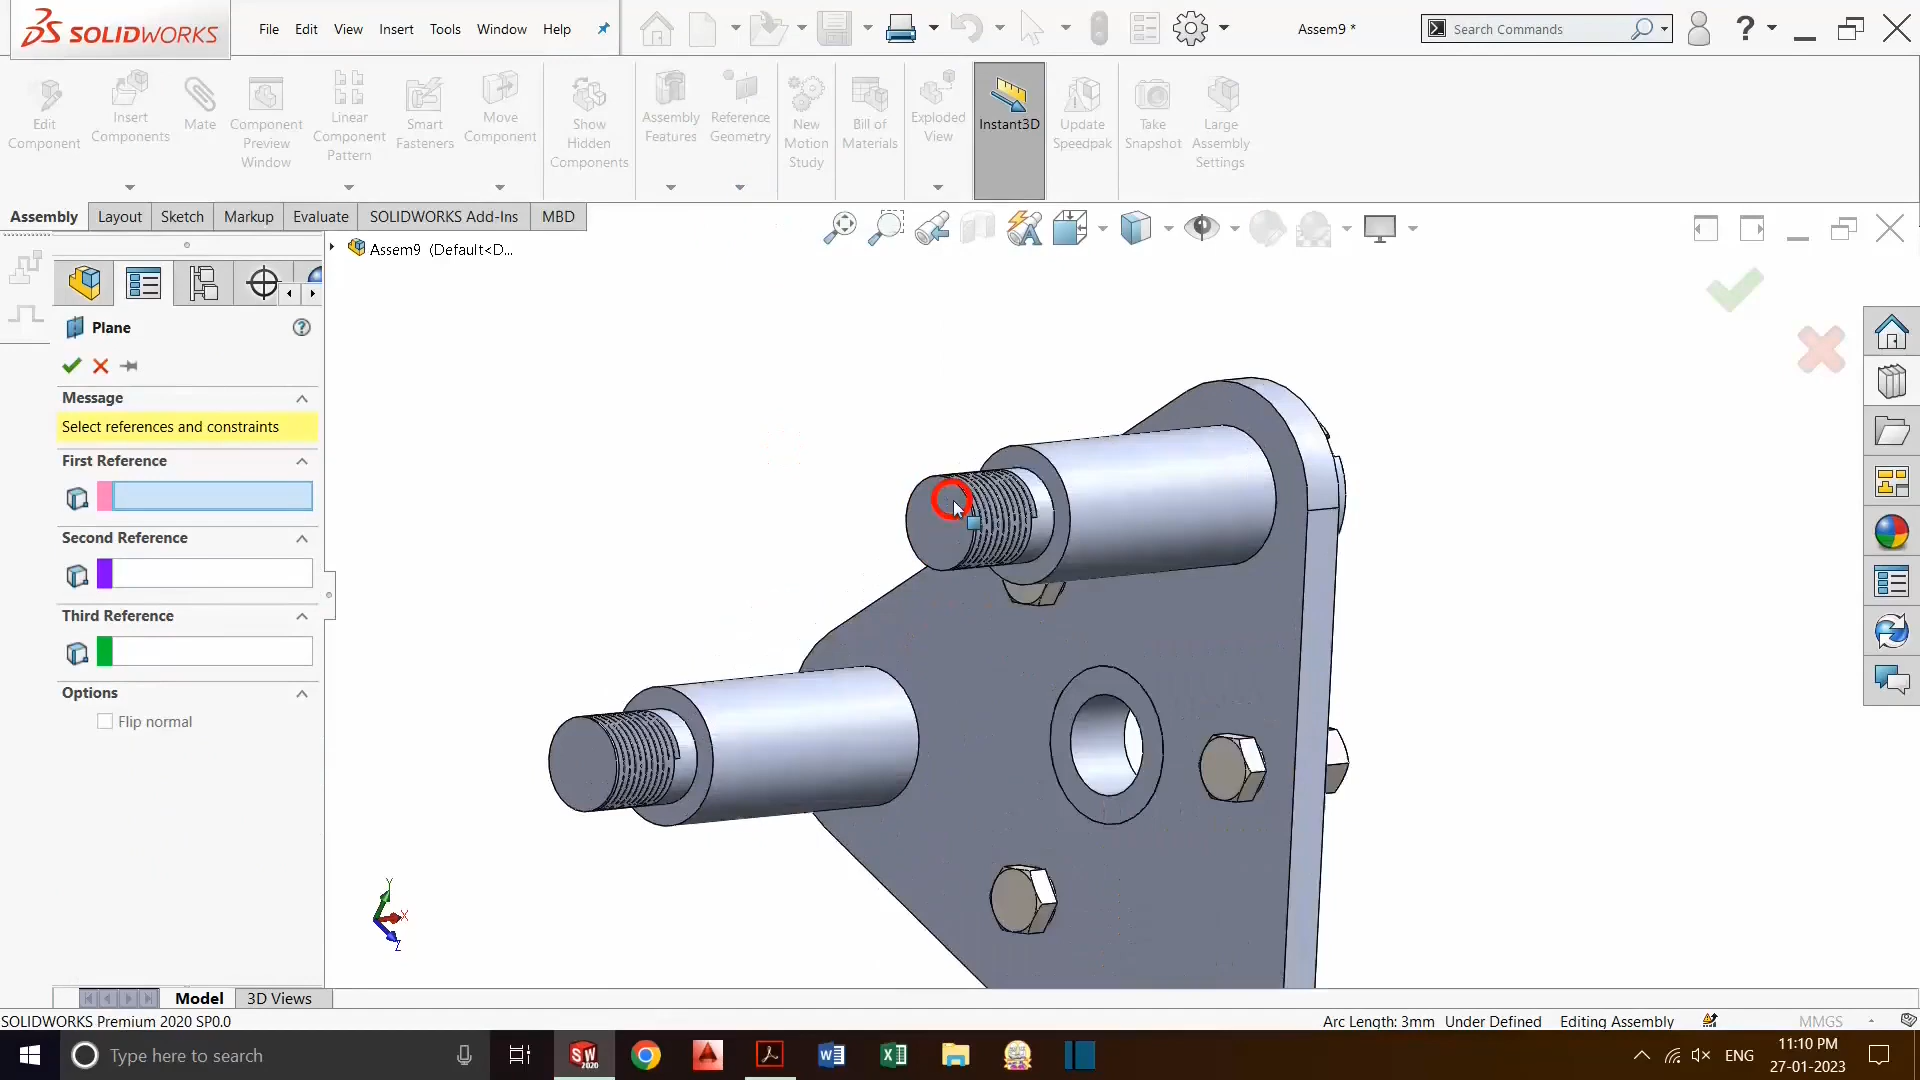 SOLIDWORKS
File Edit View Insert Tools Window Help
Assem9 *
Search Commands
?
Edit Component
Insert Components
Mate
Component Preview Window
Linear Component Pattern
Smart Fasteners
Move Component
Show Hidden Components
Assembly Features
Reference Geometry
New Motion Study
Bill of Materials
Exploded View
Instant3D
Update Speedpak
Take Snapshot
Large Assembly Settings
Assembly Layout Sketch Markup Evaluate SOLIDWORKS Add-Ins MBD
Assem9 (Default<D...
Plane
?
Message
Select references and constraints
First Reference
Second Reference
Third Reference
Options
Flip normal
Y
X
Z
Model 3D Views
SOLIDWORKS Premium 2020 SP0.0
Arc Length: 3mm Under Defined Editing Assembly MMGS
Type here to search
SW 2020
ENG
11:10 PM
27-01-2023